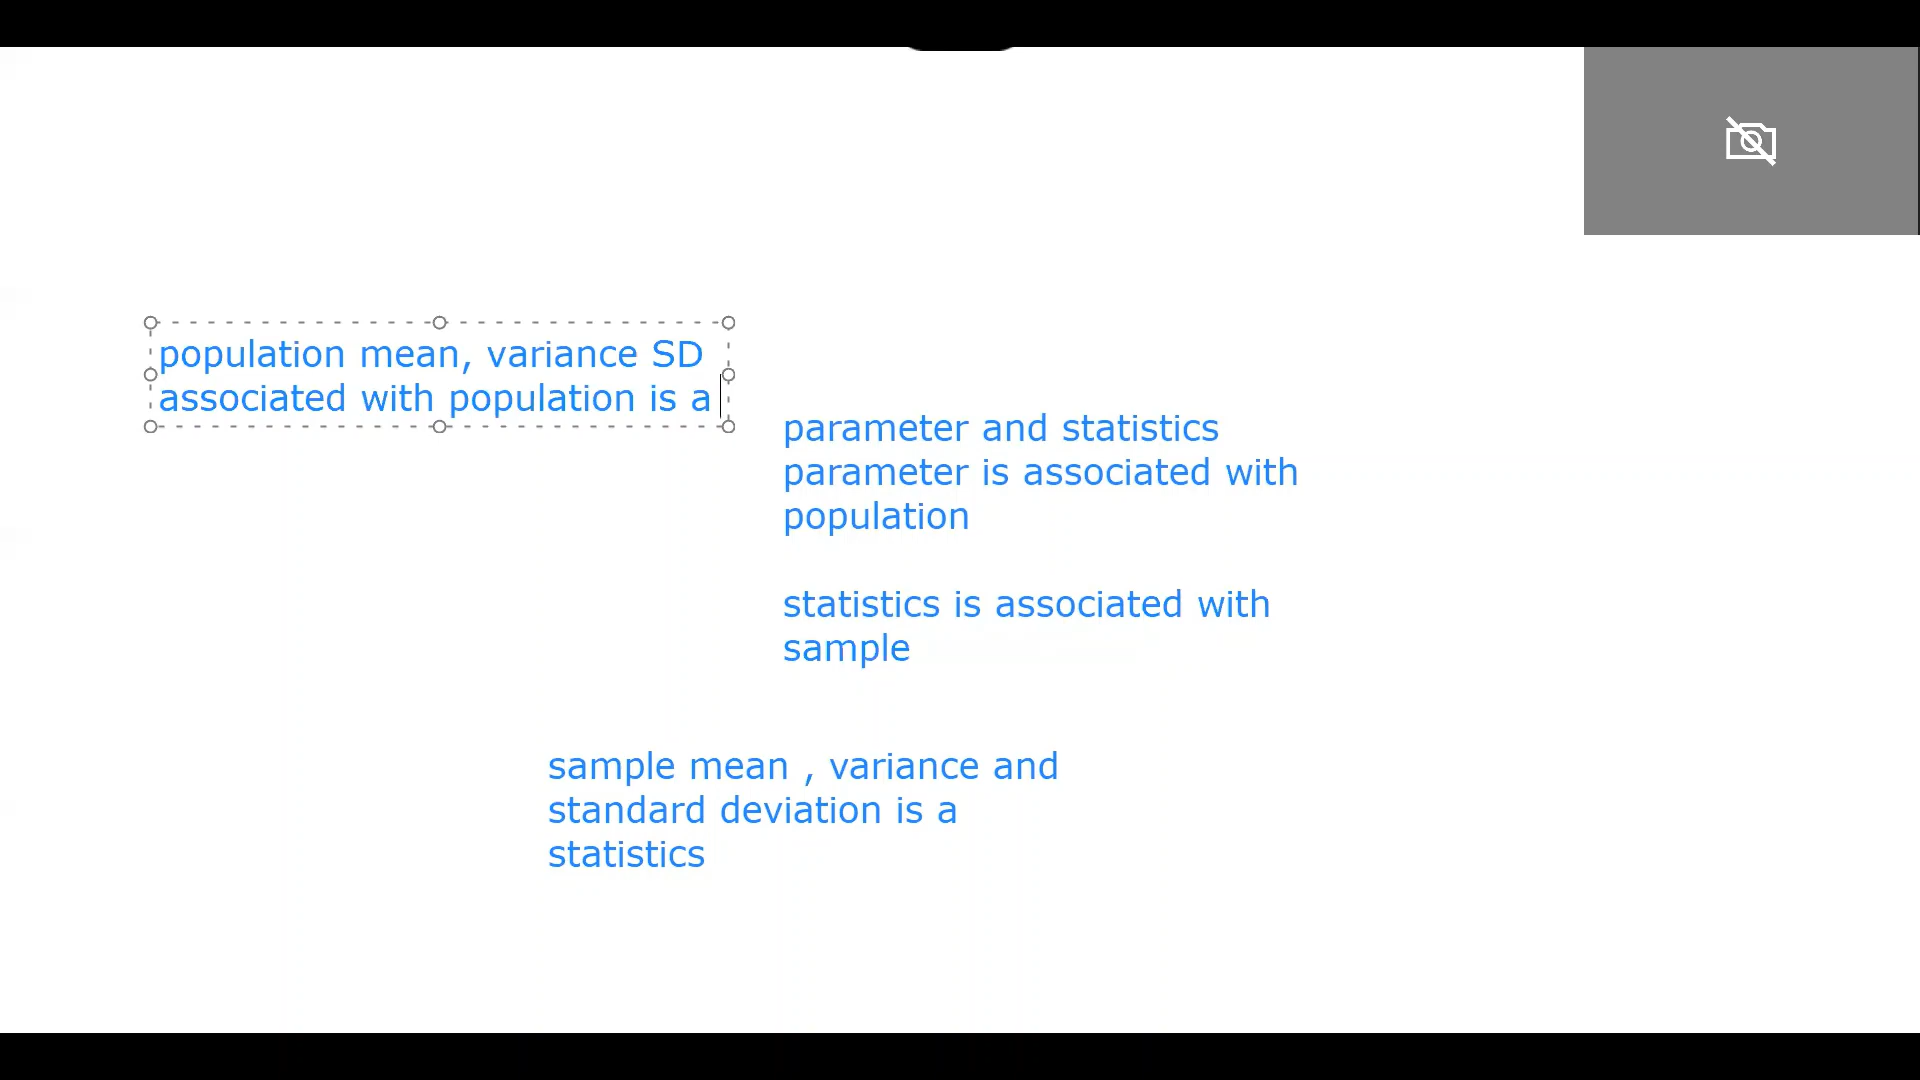 population mean, variance SD
associated with population is a
parameter and statistics
parameter is associated with
population
statistics is associated with
sample
sample mean , variance and
standard deviation is a
statistics